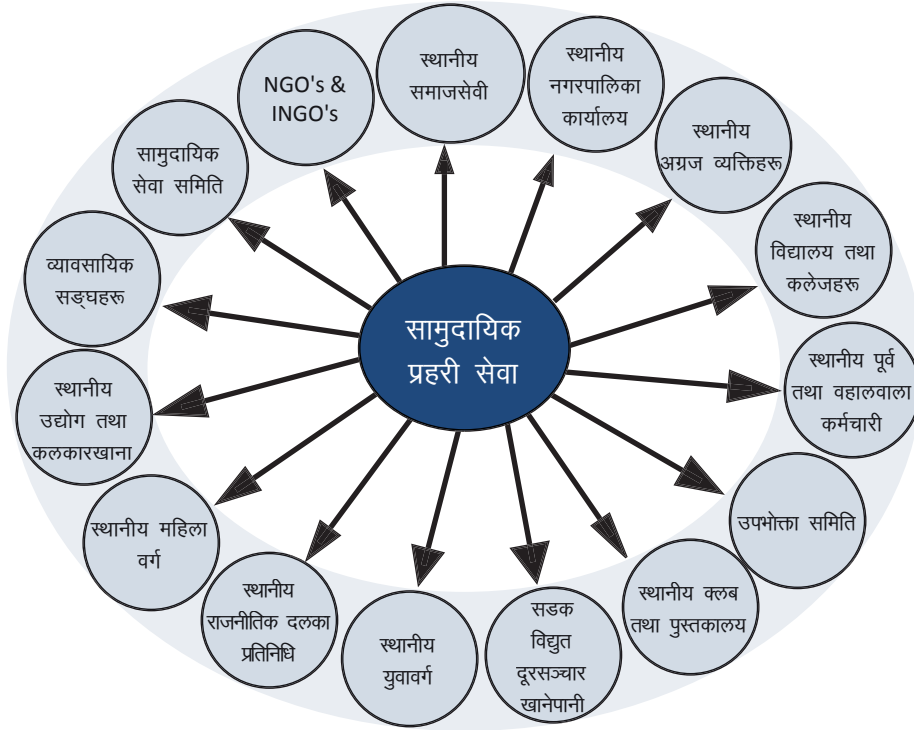 स्थानीय
समाजसेवी
स्थानीय
नगरपालिका
कार्यालय
स्थानीय
अग्रज व्यक्तिहरू
स्थानीय
विद्यालय तथा
कलेजहरू
स्थानीय पूर्व
तथा वहालवाला
कर्मचारी
उपभोक्ता समिति
स्थानीय क्लब
तथा पुस्तकालय
सडक
विद्युत
दूरसञ्चार
खानेपानी
स्थानीय
युवावर्ग
स्थानीय
राजनीतिक दलका
प्रतिनिधि
स्थानीय महिला
वर्ग
स्थानीय
उद्योग तथा
कलकारखाना
व्यावसायिक
सङ्घहरू
सामुदायिक
सेवा समिति
NGO's &
INGO's
सामुदायिक
प्रहरी सेवा